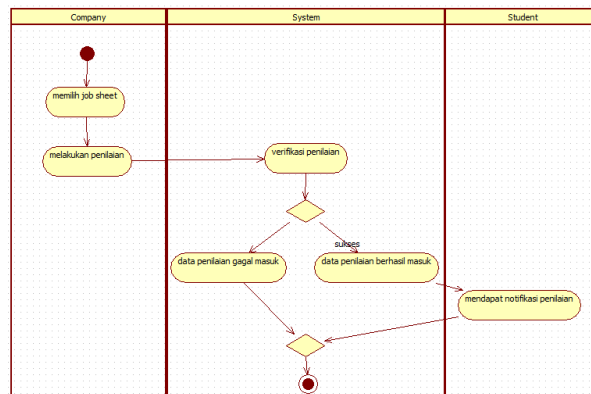 Company
System
Student
memilih job sheet
melakukan penilaian
verifikasi penilaian
sukses
data penilaian gagal masuk
data penilaian berhasil masuk
mendapat notifikasi penilaian